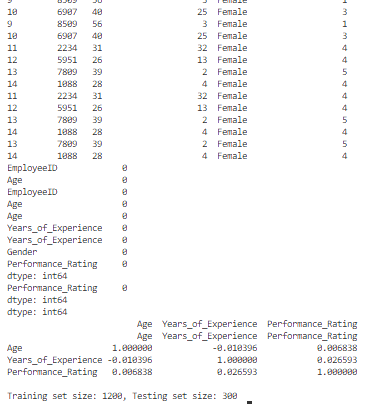 9 8509 56 3 Female 1
10 6907 40 25 Female 3
9 8509 56 3 Female 1
10 6907 40 25 Female 3
11 2234 31 32 Female 4
12 5951 26 13 Female 4
13 7809 39 2 Female 5
14 1088 28 4 Female 4
11 2234 31 32 Female 4
12 5951 26 13 Female 4
13 7809 39 2 Female 5
14 1088 28 4 Female 4
13 7809 39 2 Female 5
14 1088 28 4 Female 4
EmployeeID 0
Age 0
EmployeeID 0
Age 0
Age 0
Years_of_Experience 0
Years_of_Experience 0
Gender 0
Performance_Rating 0
dtype: int64
Performance_Rating 0
dtype: int64
dtype: int64
Age Years_of_Experience Performance_Rating
Age Years_of_Experience Performance_Rating
Age 1.000000 -0.010396 0.006838
Years_of_Experience -0.010396 1.000000 0.026593
Performance_Rating 0.006838 0.026593 1.000000
Training set size: 1200, Testing set size: 300